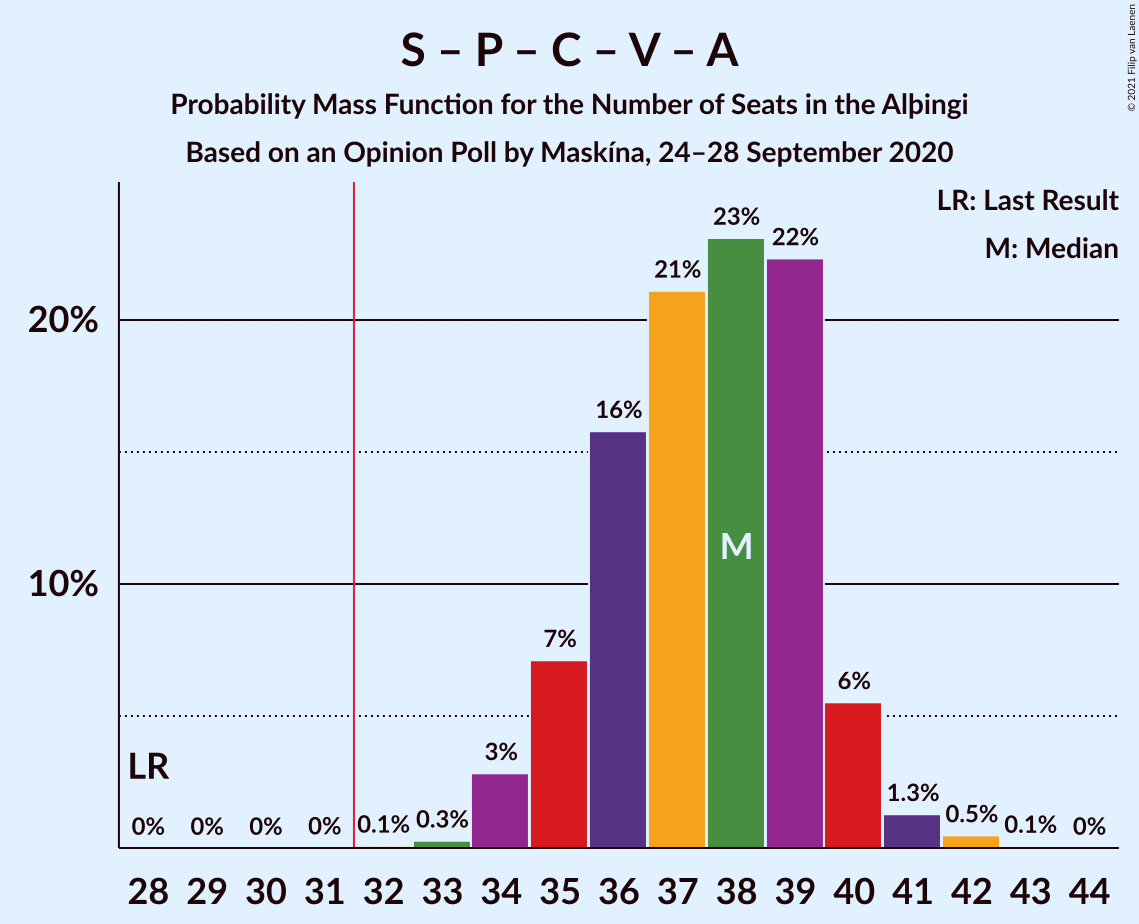 S – P – C – V – A
Probability Mass Function for the Number of Seats in the Alþingi
Based on an Opinion Poll by Maskína, 24–28 September 2020
© 2021 Filip van Laenen
LR: Last Result
M: Median
20%
10%
LR
M
0% 0% 0% 0% 0.1% 0.3% 3% 7% 16% 21% 23% 22% 6% 1.3% 0.5% 0.1% 0%
28 29 30 31 32 33 34 35 36 37 38 39 40 41 42 43 44